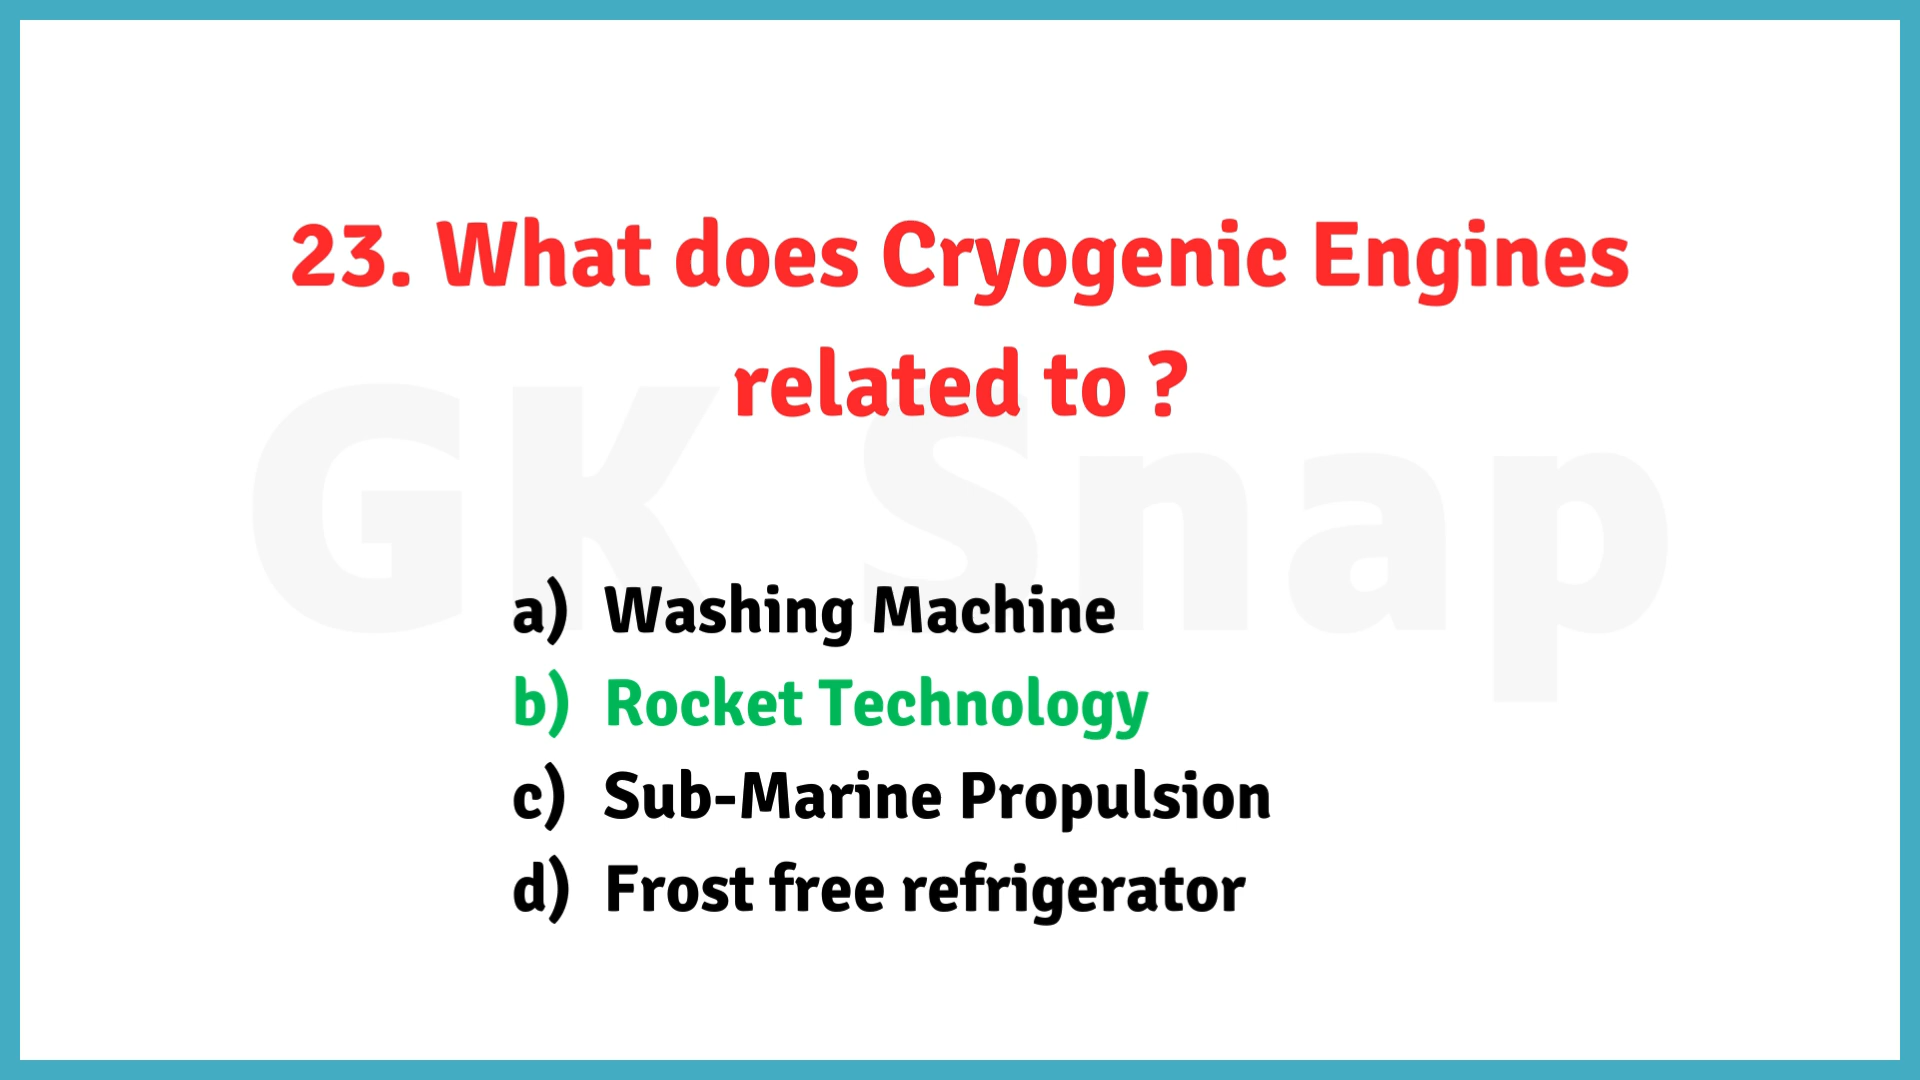 23. What does Cryogenic Engines
related to ?
GK Snap
a) Washing Machine
b) Rocket Technology
c) Sub-Marine Propulsion
d) Frost free refrigerator